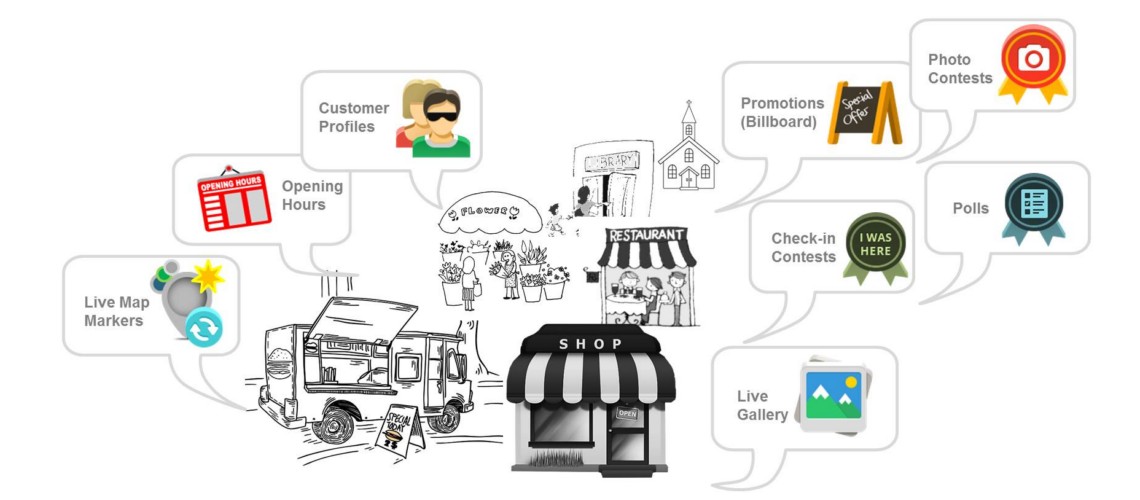 Photo
Contests
Customer
Profiles
Promotions
(Billboard)
Special
Offer
LIBRARY
OPENING HOURS
Opening
Hours
FLOWER
Polls
RESTAURANT
Check-in
Contests
I WAS
HERE
Live Map
Markers
SHOP
Live
Gallery
OPEN
SPECIAL
TODAY